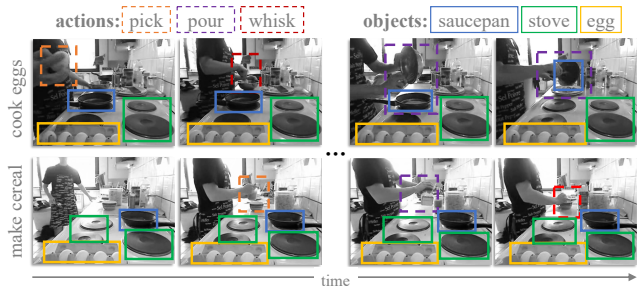 actions: pick pour whisk objects: saucepan stove egg
cook eggs
...
make cereal
time